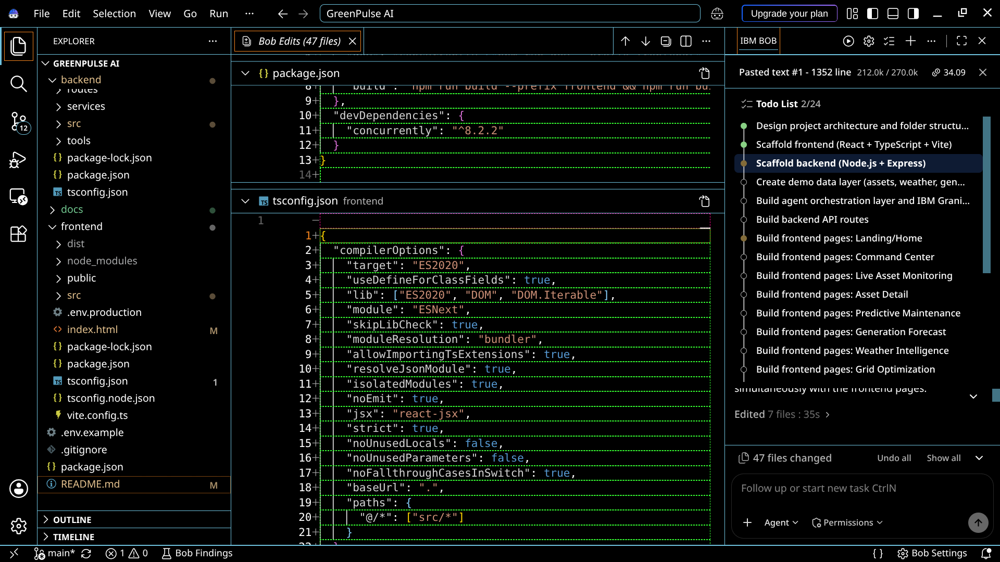 File Edit Selection View Go Run ··· GreenPulse AI Upgrade your plan
EXPLORER
GREENPULSE AI
backend
routes
services
src
tools
package-lock.json
package.json
tsconfig.json
docs
frontend
dist
node_modules
public
src
.env.production
index.html M
package-lock.json
package.json
tsconfig.json 1
tsconfig.node.json
vite.config.ts
.env.example
.gitignore
package.json
README.md M
OUTLINE
TIMELINE
12
Bob Edits (47 files)
package.json
8+ "build": "npm run build --prefix frontend && npm run bu
9+ },
10+ "devDependencies": {
11+ "concurrently": "^8.2.2"
12+ }
13+ }
14+
tsconfig.json frontend
1 −
1+ {
2+ "compilerOptions": {
3+ "target": "ES2020",
4+ "useDefineForClassFields": true,
5+ "lib": ["ES2020", "DOM", "DOM.Iterable"],
6+ "module": "ESNext",
7+ "skipLibCheck": true,
8+ "moduleResolution": "bundler",
9+ "allowImportingTsExtensions": true,
10+ "resolveJsonModule": true,
11+ "isolatedModules": true,
12+ "noEmit": true,
13+ "jsx": "react-jsx",
14+ "strict": true,
15+ "noUnusedLocals": false,
16+ "noUnusedParameters": false,
17+ "noFallthroughCasesInSwitch": true,
18+ "baseUrl": ".",
19+ "paths": {
20+ "@/*": ["src/*"]
21+ }
IBM BOB
Pasted text #1 - 1352 line 212.0k / 270.0k 34.09
Todo List 2/24
Design project architecture and folder structu...
Scaffold frontend (React + TypeScript + Vite)
Scaffold backend (Node.js + Express)
Create demo data layer (assets, weather, gen...
Build agent orchestration layer and IBM Grani...
Build backend API routes
Build frontend pages: Landing/Home
Build frontend pages: Command Center
Build frontend pages: Live Asset Monitoring
Build frontend pages: Asset Detail
Build frontend pages: Predictive Maintenance
Build frontend pages: Generation Forecast
Build frontend pages: Weather Intelligence
Build frontend pages: Grid Optimization
simultaneously with the frontend pages.
Edited 7 files : 35s
47 files changed Undo all Show all
Follow up or start new task CtrlN
Agent Permissions
main* 1 0 Bob Findings { } Bob Settings